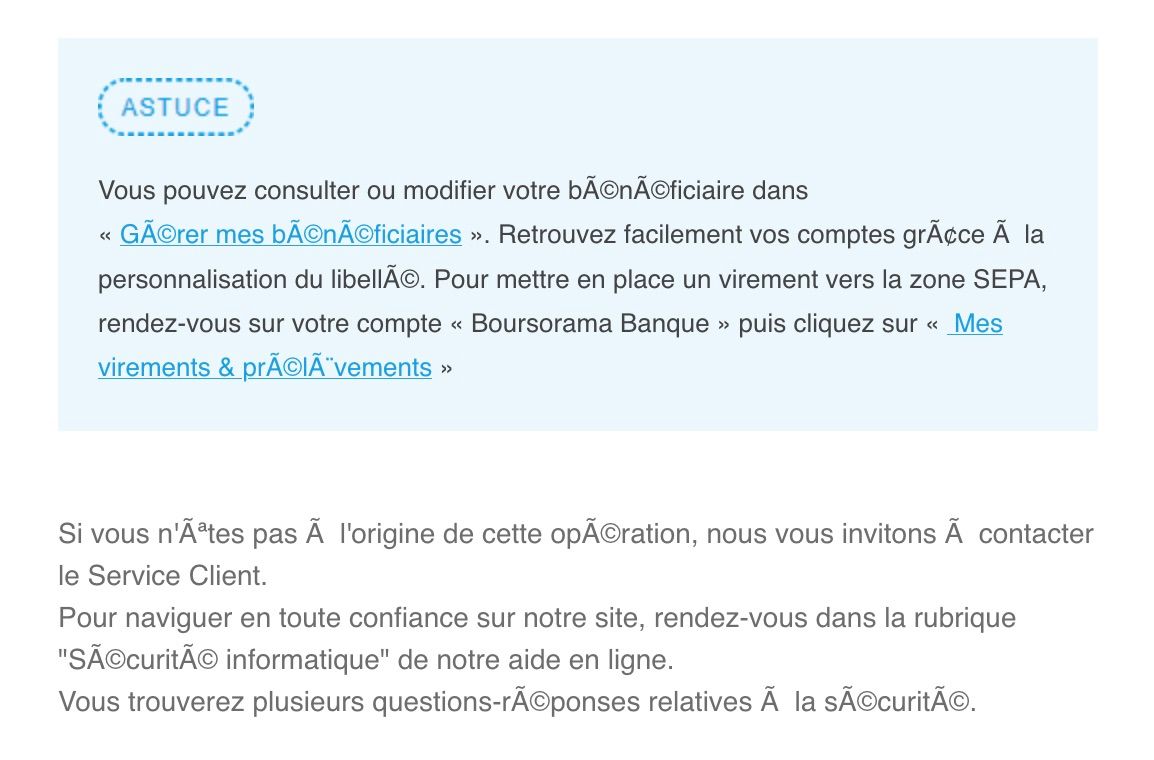 ASTUCE
Vous pouvez consulter ou modifier votre bÃ©nÃ©ficiaire dans
« GÃ©rer mes bÃ©nÃ©ficiaires ». Retrouvez facilement vos comptes grÃ¢ce Ã  la
personnalisation du libellÃ©. Pour mettre en place un virement vers la zone SEPA,
rendez-vous sur votre compte « Boursorama Banque » puis cliquez sur «  Mes
virements & prÃ©lÃ¨vements »
Si vous n'Ãªtes pas Ã  l'origine de cette opÃ©ration, nous vous invitons Ã  contacter
le Service Client.
Pour naviguer en toute confiance sur notre site, rendez-vous dans la rubrique
"SÃ©curitÃ© informatique" de notre aide en ligne.
Vous trouverez plusieurs questions-rÃ©ponses relatives Ã  la sÃ©curitÃ©.